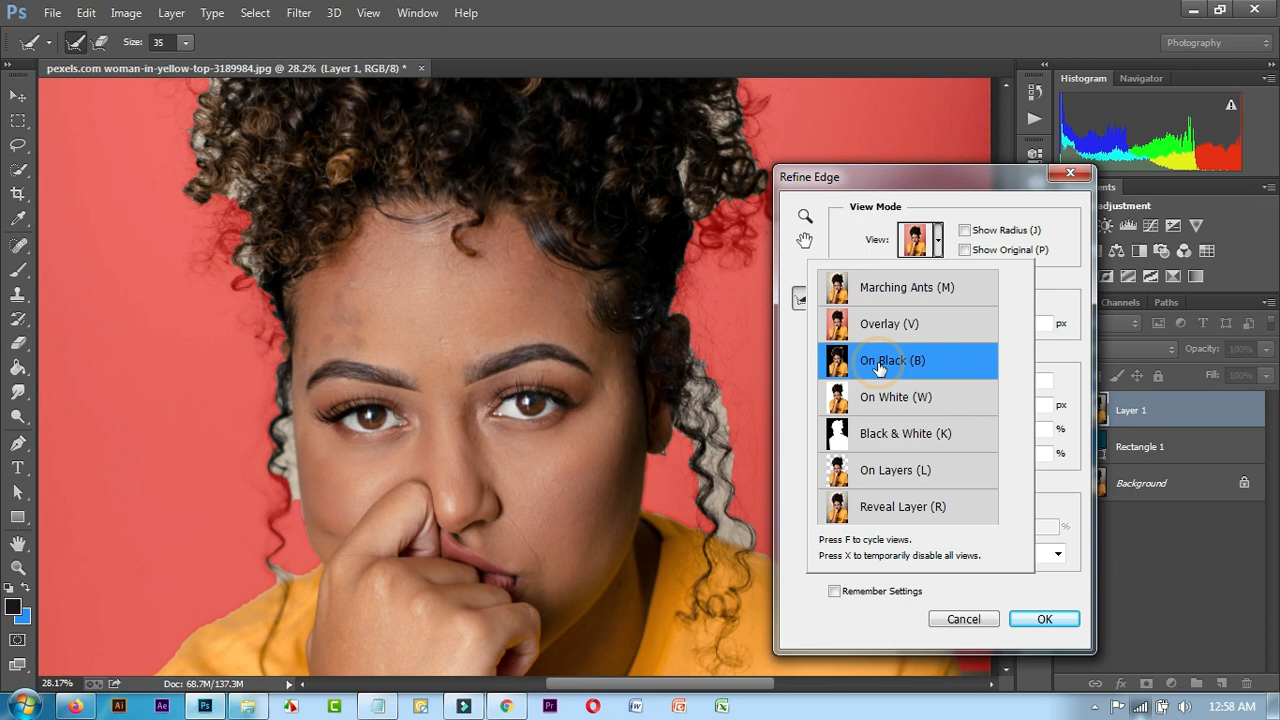 Ps File Edit Image Layer Type Select Filter 3D View Window Help
Size: 35 Photography
pexels.com woman-in-yellow-top-3189984.jpg @ 28.2% (Layer 1, RGB/8) *
Histogram Navigator
Refine Edge
View Mode
View:
Show Radius (J)
Show Original (P)
Marching Ants (M)
Overlay (V)
On Black (B)
On White (W)
Black & White (K)
On Layers (L)
Reveal Layer (R)
Press F to cycle views.
Press X to temporarily disable all views.
px
px
%
%
%
Remember Settings
Cancel OK
Channels Paths
Opacity: 100%
Fill: 100%
Layer 1
Rectangle 1
Background
28.17% Doc: 68.7M/137.3M
Ai Ae Ps C Pr W
12:58 AM